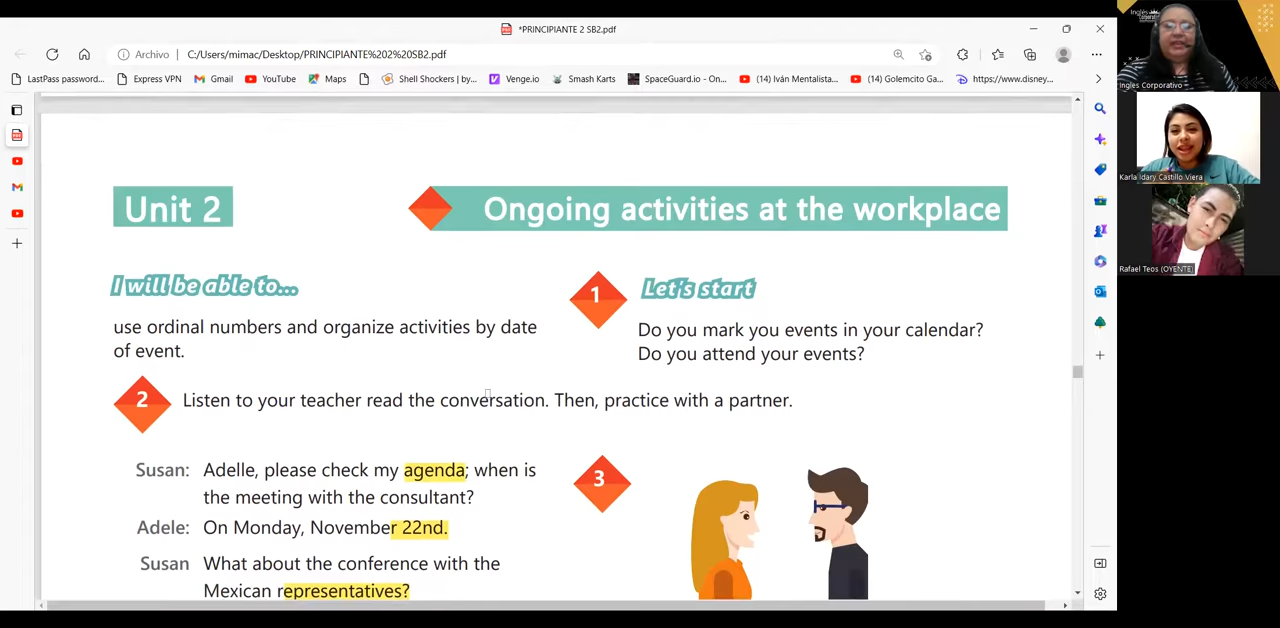 *PRINCIPIANTE 2 SB2.pdf
Archivo
C:/Users/mimac/Desktop/PRINCIPIANTE%202%20SB2.pdf
LastPass password...
Express VPN
Gmail
YouTube
Maps
Shell Shockers | by...
Venge.io
Smash Karts
SpaceGuard.io - On...
(14) Iván Mentalista...
(14) Golemcito Ga...
https://www.disney...
Unit 2
Ongoing activities at the workplace
I will be able to...
use ordinal numbers and organize activities by date
of event.
1
Let's start
Do you mark you events in your calendar?
Do you attend your events?
2
Listen to your teacher read the conversation. Then, practice with a partner.
Susan: Adelle, please check my agenda; when is
the meeting with the consultant?
Adele: On Monday, November 22nd.
Susan What about the conference with the
Mexican representatives?
3
Inglés
Corporativo
Ingles Corporativo
Karla Idary Castillo Viera
Rafael Teos (OYENTE)